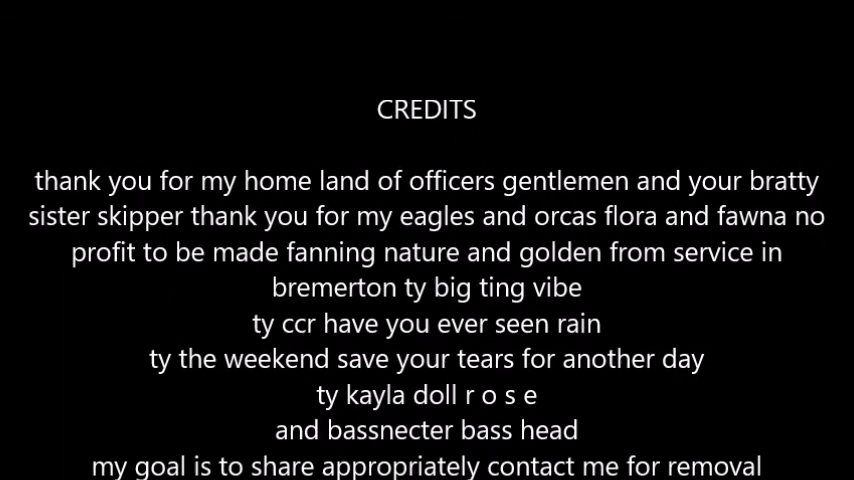 CREDITS
thank you for my home land of officers gentlemen and your bratty
sister skipper thank you for my eagles and orcas flora and fawna no
profit to be made fanning nature and golden from service in
bremerton ty big ting vibe
ty ccr have you ever seen rain
ty the weekend save your tears for another day
ty kayla doll r o s e
and bassnecter bass head
my goal is to share appropriately contact me for removal